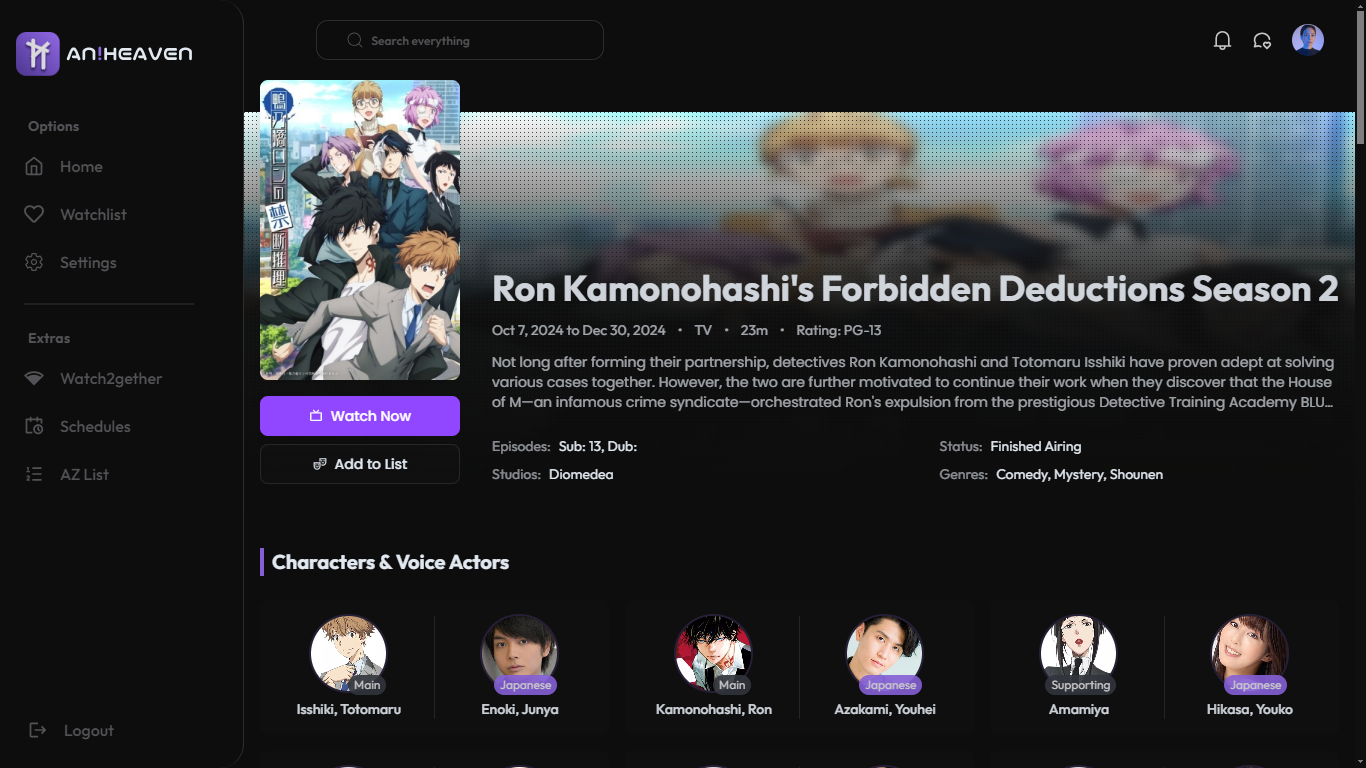 AN!HEAVEN
Search everything
Options
Home
Watchlist
Settings
Extras
Watch2gether
Schedules
AZ List
Logout
鴨乃橋ロンの禁断推理
Watch Now
Add to List
Ron Kamonohashi's Forbidden Deductions Season 2
Oct 7, 2024 to Dec 30, 2024 • TV • 23m • Rating: PG-13
Not long after forming their partnership, detectives Ron Kamonohashi and Totomaru Isshiki have proven adept at solving
various cases together. However, the two are further motivated to continue their work when they discover that the House
of M—an infamous crime syndicate—orchestrated Ron's expulsion from the prestigious Detective Training Academy BLU...
Episodes: Sub: 13, Dub:
Status: Finished Airing
Studios: Diomedea
Genres: Comedy, Mystery, Shounen
Characters & Voice Actors
Main
Isshiki, Totomaru
Japanese
Enoki, Junya
Main
Kamonohashi, Ron
Japanese
Azakami, Youhei
Supporting
Amamiya
Japanese
Hikasa, Youko